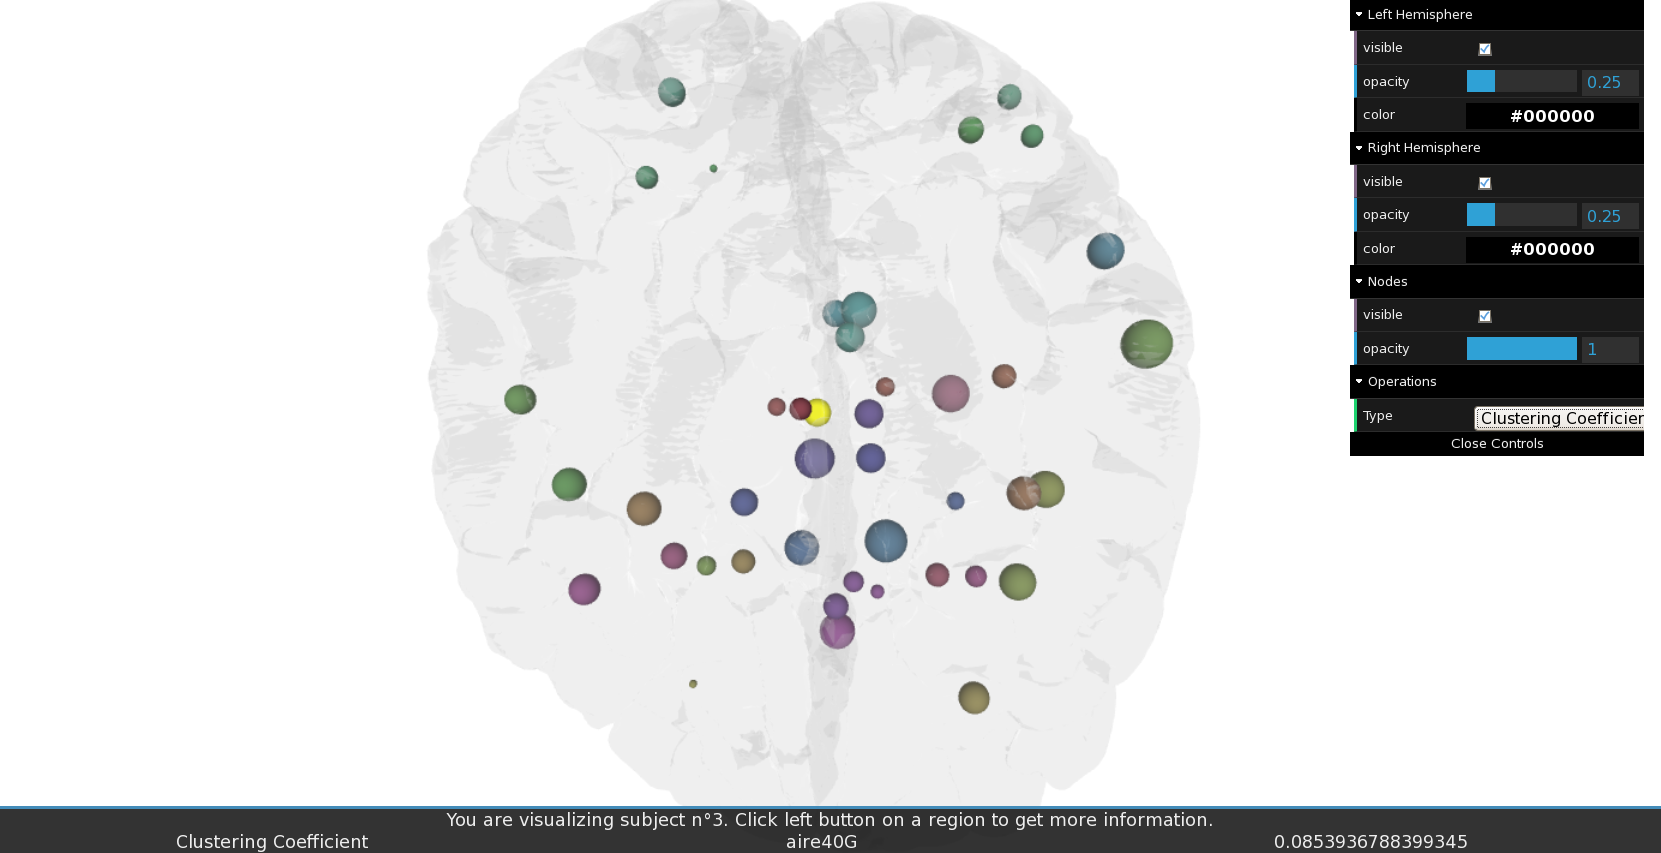 Left Hemisphere
visible
opacity 0.25
color #000000
Right Hemisphere
visible
opacity 0.25
color #000000
Nodes
visible
opacity 1
Operations
Type Clustering Coefficien
Close Controls
You are visualizing subject n°3. Click left button on a region to get more information.
Clustering Coefficient aire40G 0.0853936788399345